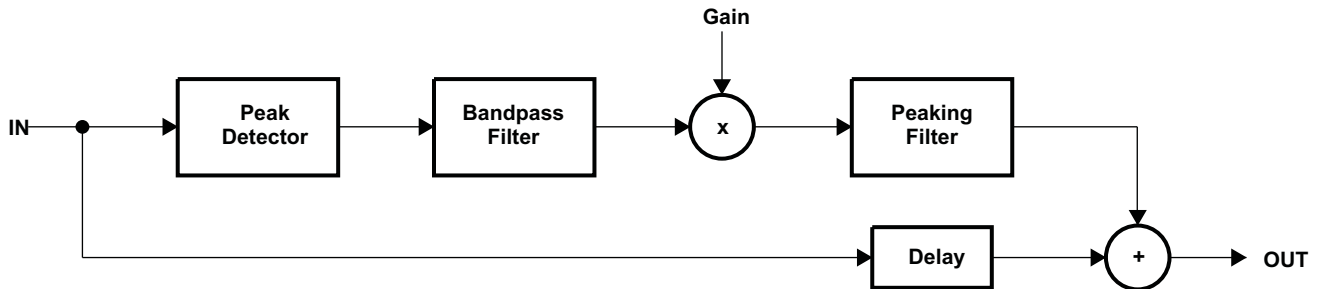 Gain
IN
Peak
Detector
Bandpass
Filter
x
Peaking
Filter
Delay
+
OUT